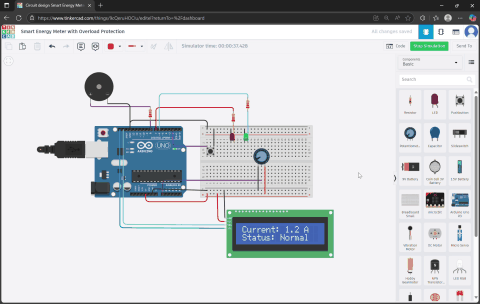 Circuit design Smart Energy Meter
https://www.tinkercad.com/things/
Smart Energy Meter with Overload Protection
All changes saved
Simulator time: 00:00:37
Code
Stop Simulation
Send To
Components
Basic
Search
Resistor
LED
Pushbutton
Potentiometer
Capacitor
Slideswitch
9V Battery
Coin Cell 3V
Battery
1.5V Battery
Breadboard
Small
micro:bit
Arduino Uno
R3
Vibration
Motor
DC Motor
Micro Servo
Hobby
Gearmotor
NPN
Transistor
LED RGB
ARDUINO
UNO
Current: 1.2 A
Status: Normal